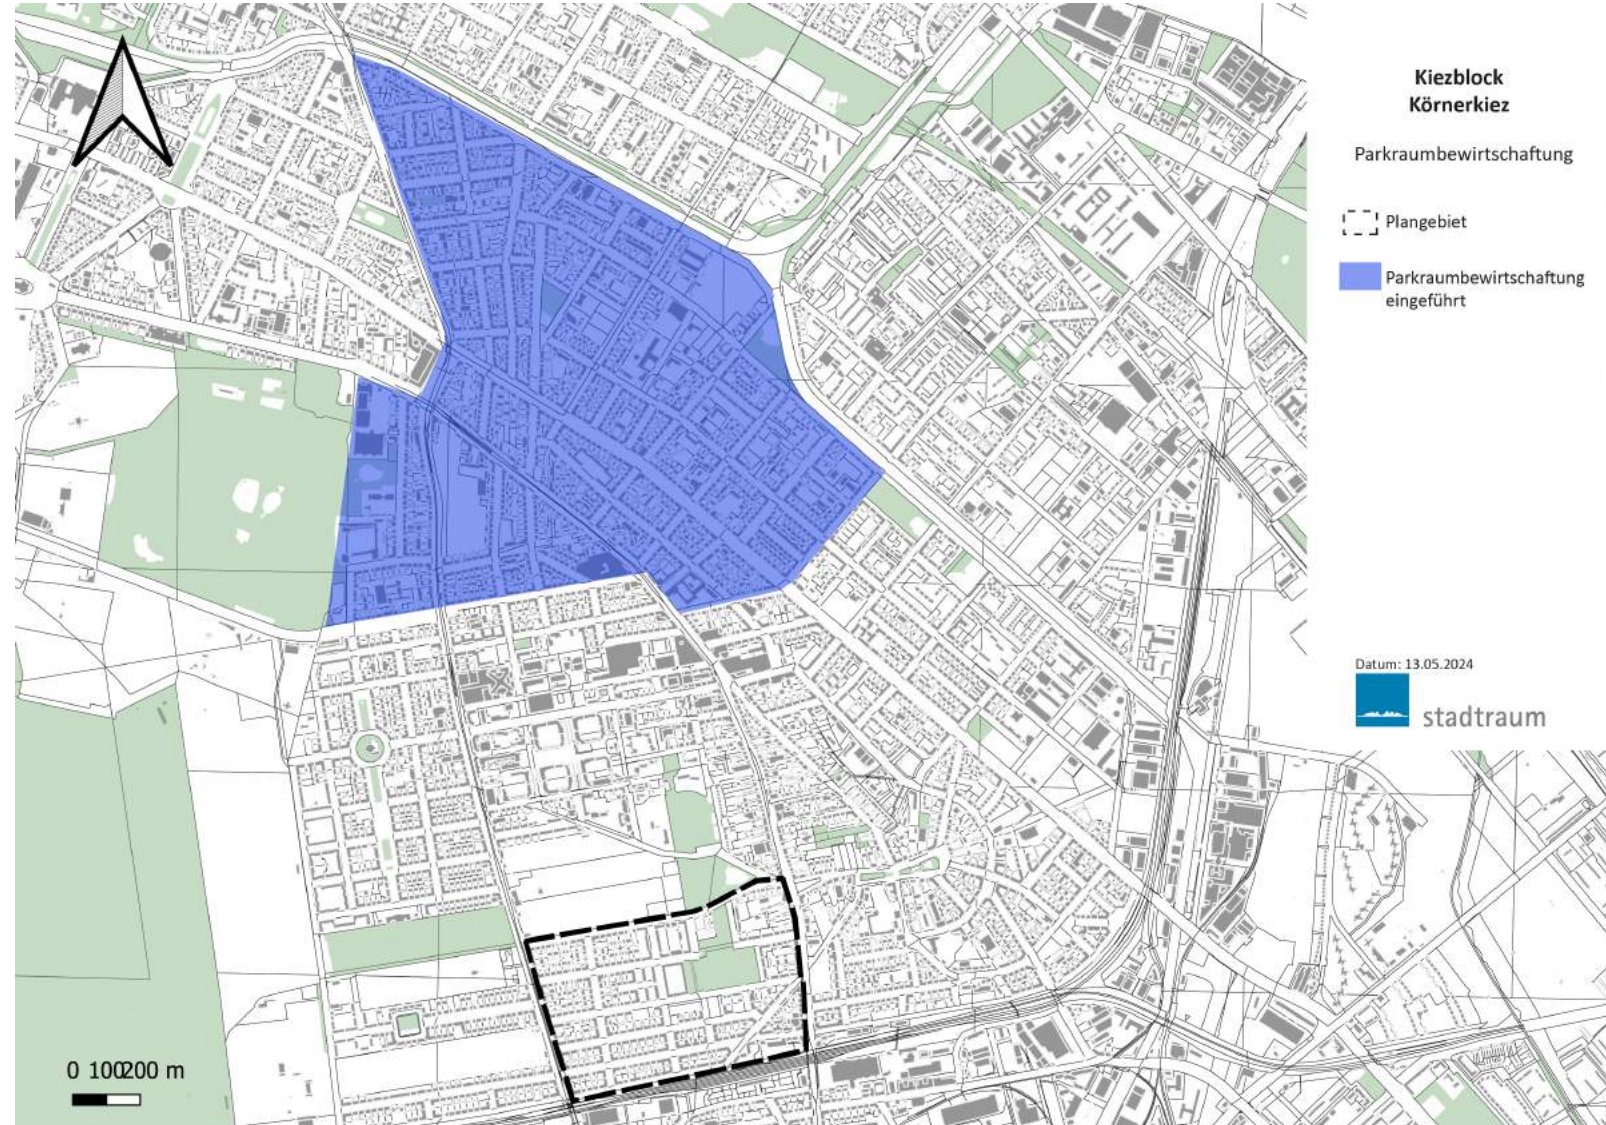 Kiezblock
Körnerkiez
Parkraumbewirtschaftung
Plangebiet
Parkraumbewirtschaftung
eingeführt
Datum: 13.05.2024
stadtraum
0 100200 m